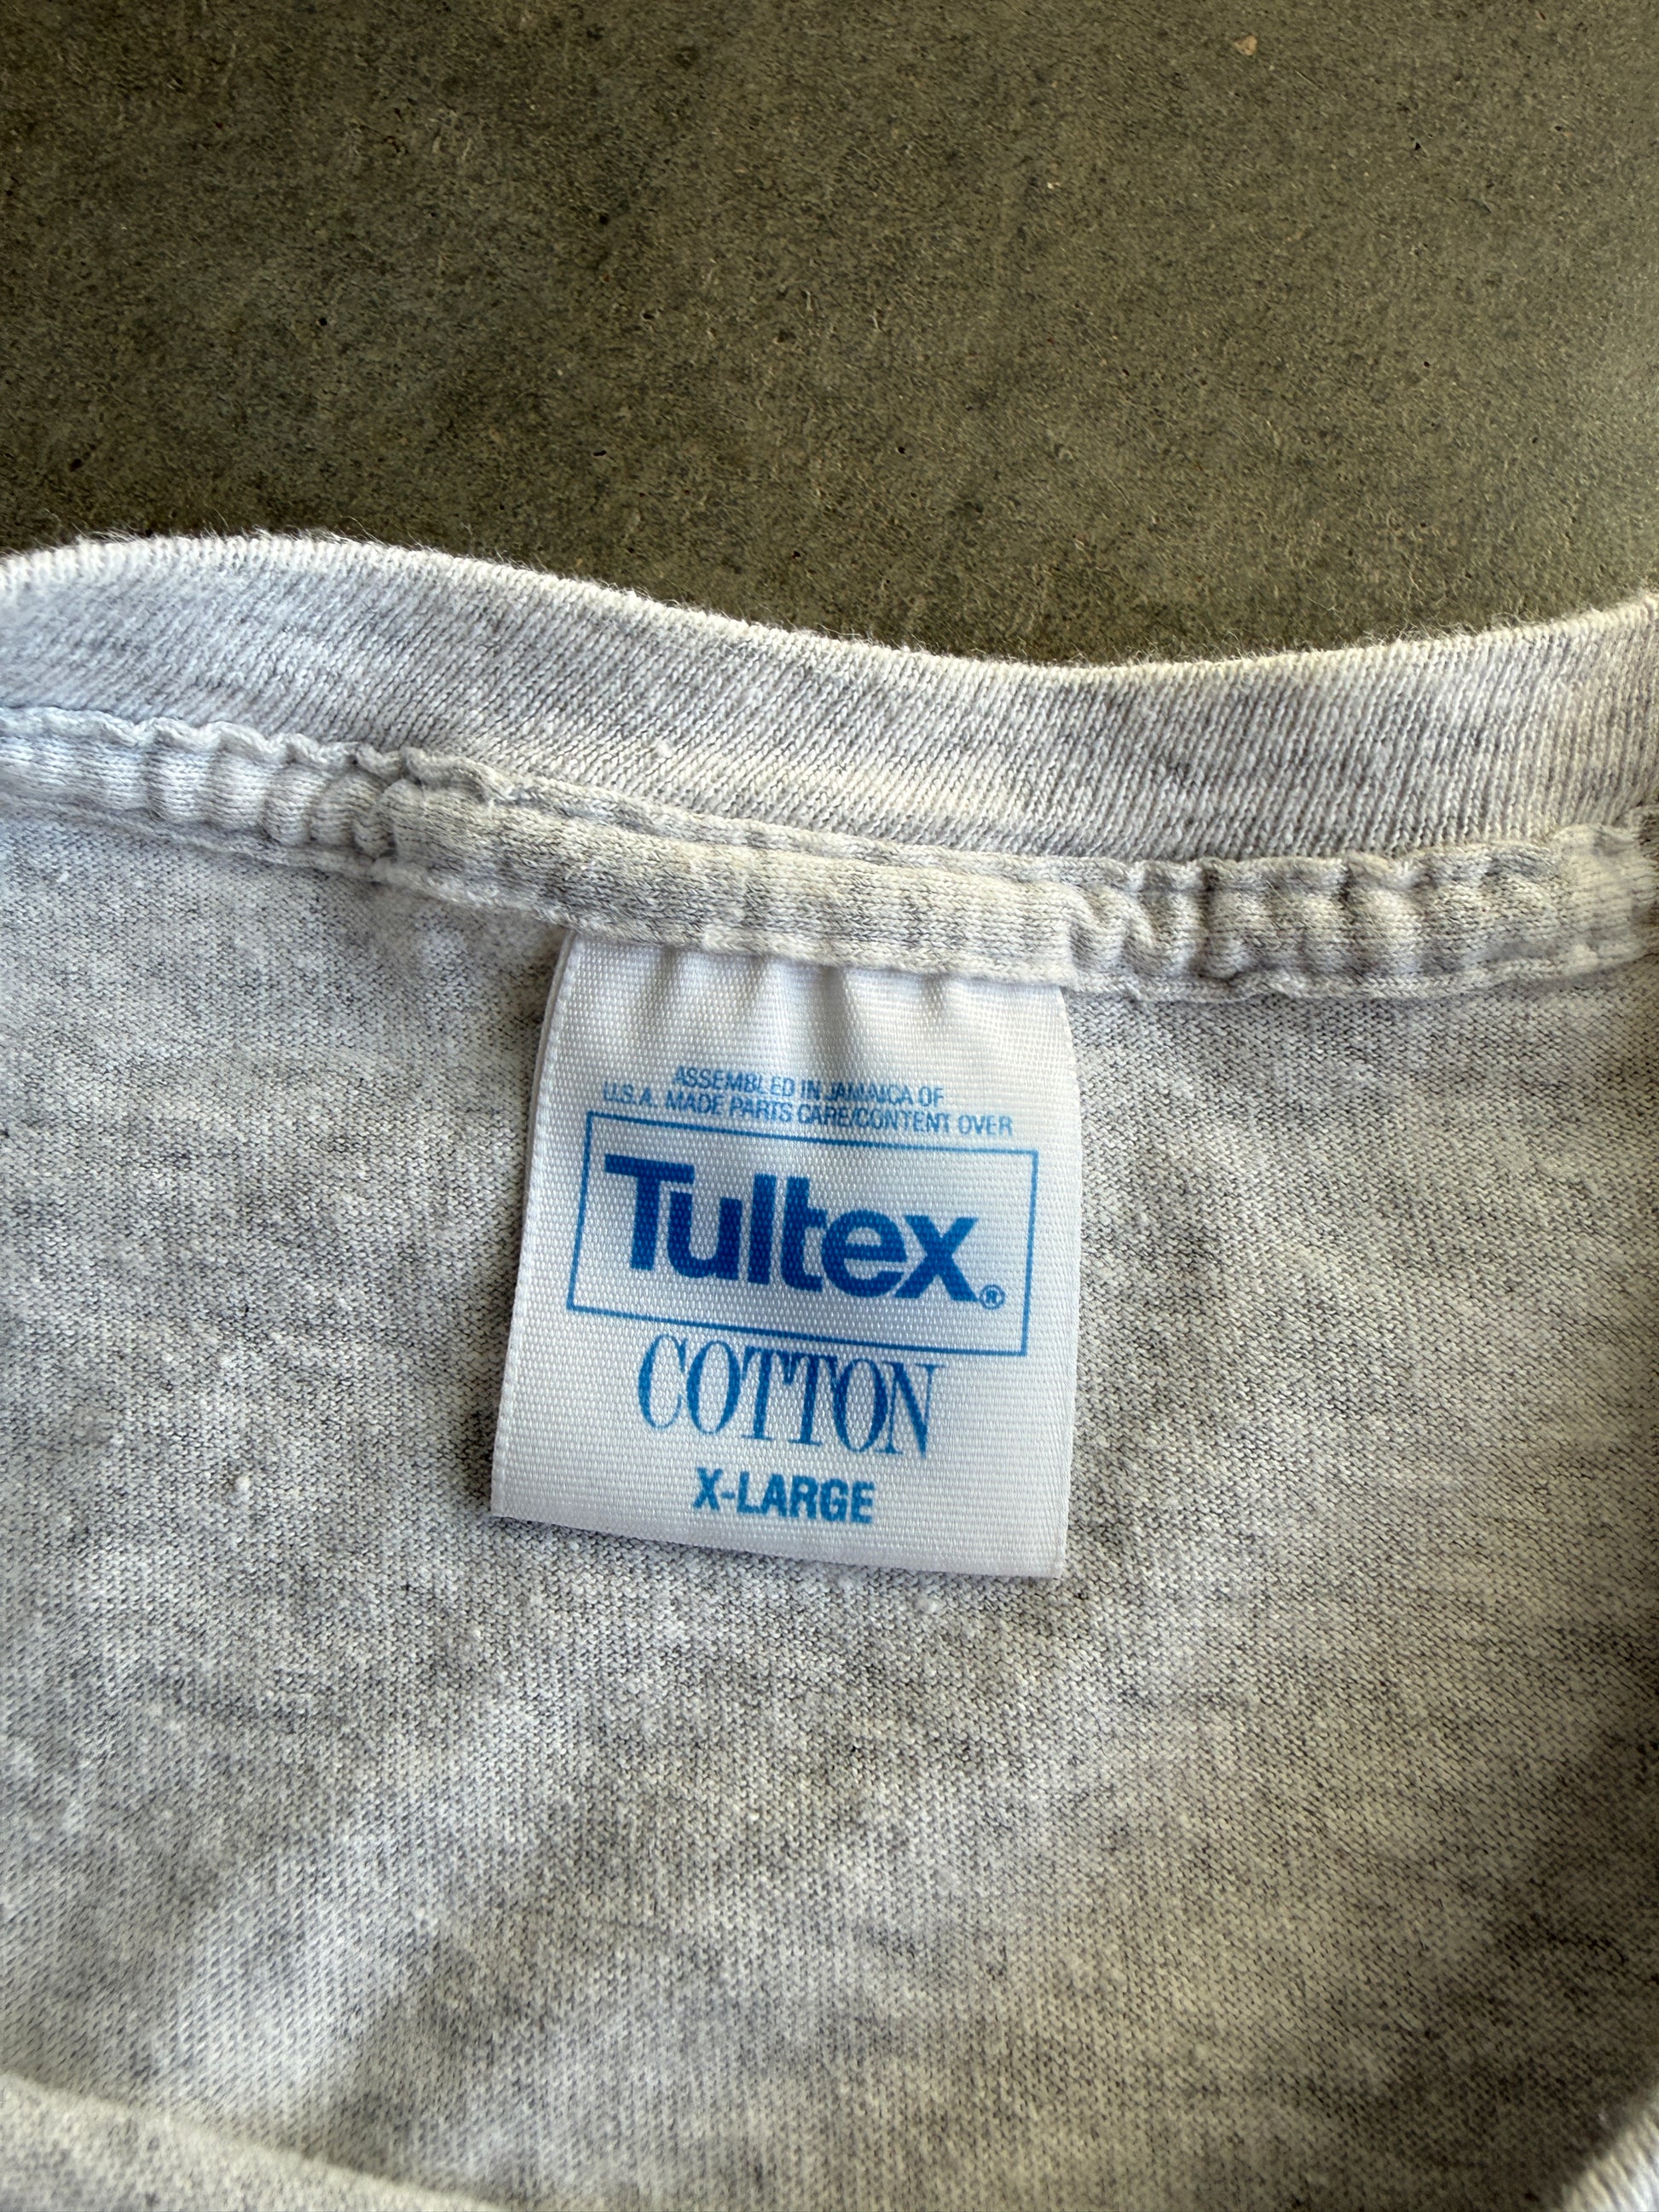 ASSEMBLED IN JAMAICA OF
U.S.A. MADE PARTS CARE/CONTENT OVER
Tultex®
COTTON
X-LARGE